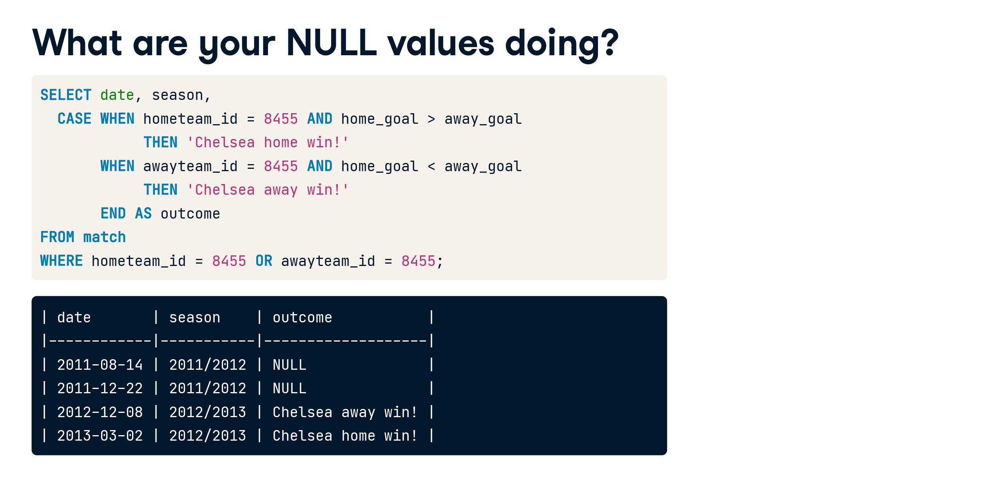 What are your NULL values doing?
SELECT date, season,
  CASE WHEN hometeam_id = 8455 AND home_goal > away_goal
            THEN 'Chelsea home win!'
       WHEN awayteam_id = 8455 AND home_goal < away_goal
            THEN 'Chelsea away win!'
       END AS outcome
FROM match
WHERE hometeam_id = 8455 OR awayteam_id = 8455;
| date       | season    | outcome           |
|------------|-----------|-------------------|
| 2011-08-14 | 2011/2012 | NULL              |
| 2011-12-22 | 2011/2012 | NULL              |
| 2012-12-08 | 2012/2013 | Chelsea away win! |
| 2013-03-02 | 2012/2013 | Chelsea home win! |